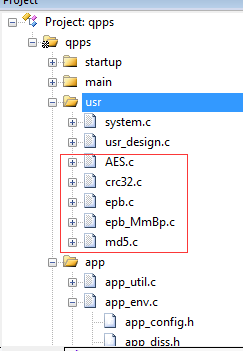 Project
Project: qpps
qpps
startup
main
usr
system.c
usr_design.c
AES.c
crc32.c
epb.c
epb_MmBp.c
md5.c
app
app_util.c
app_env.c
app_config.h
app_diss.h